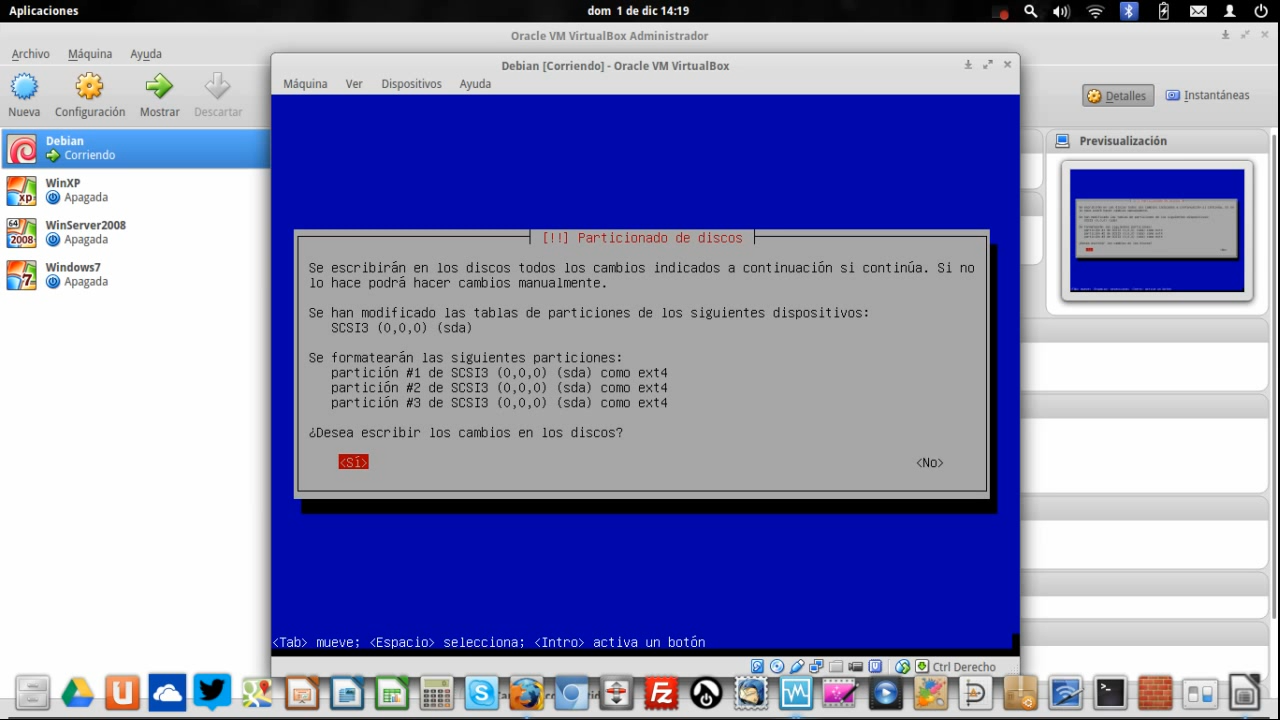 Aplicaciones
dom 1 de dic 14:19
Oracle VM VirtualBox Administrador
Archivo Máquina Ayuda
Nueva Configuración Mostrar Descartar
Detalles Instantáneas
Debian
Corriendo
WinXP
Apagada
WinServer2008
Apagada
Windows7
Apagada
Previsualización
Debian [Corriendo] - Oracle VM VirtualBox
Máquina Ver Dispositivos Ayuda
[!!] Particionado de discos
Se escribirán en los discos todos los cambios indicados a continuación si continúa. Si no
lo hace podrá hacer cambios manualmente.
Se han modificado las tablas de particiones de los siguientes dispositivos:
SCSI3 (0,0,0) (sda)
Se formatearán las siguientes particiones:
partición #1 de SCSI3 (0,0,0) (sda) como ext4
partición #2 de SCSI3 (0,0,0) (sda) como ext4
partición #3 de SCSI3 (0,0,0) (sda) como ext4
¿Desea escribir los cambios en los discos?
<Sí> <No>
<Tab> mueve; <Espacio> selecciona; <Intro> activa un botón
Ctrl Derecho